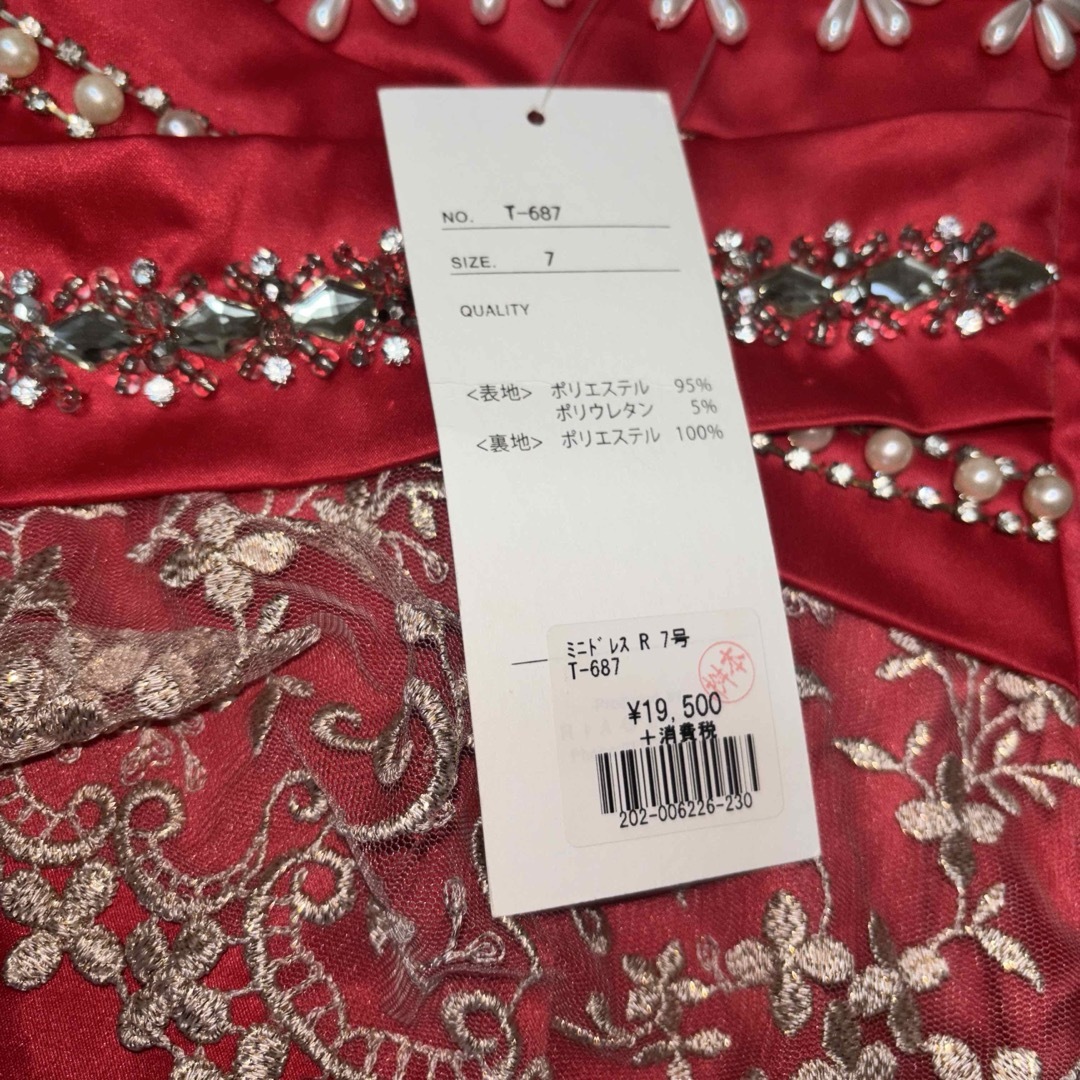 NO. T-687
SIZE. 7
QUALITY
<表地> ポリエステル 95%
ポリウレタン 5%
<裏地> ポリエステル 100%
ﾐﾆﾄﾞﾚｽ R 7号
T-687
¥19,500
+消費税
202-006226-230